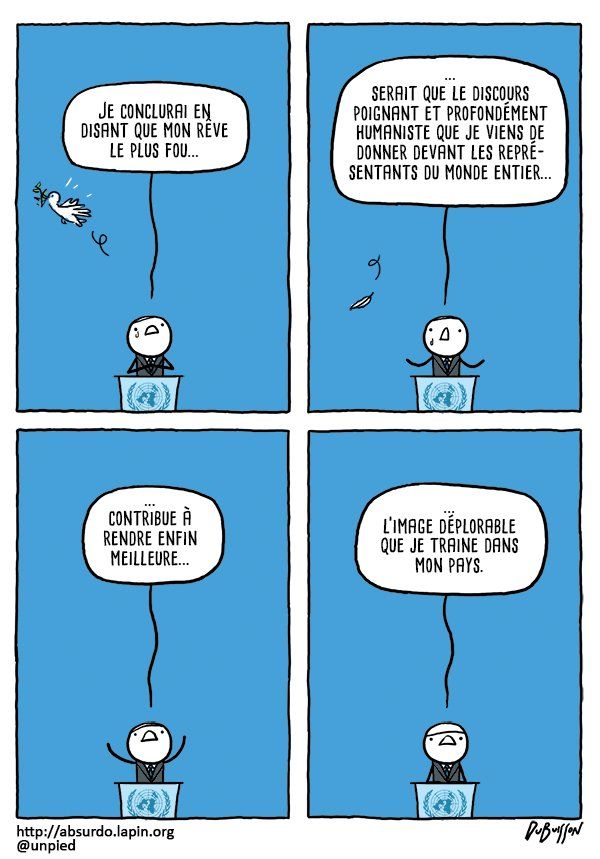 JE CONCLURAI EN
DISANT QUE MON RÊVE
LE PLUS FOU...
...
SERAIT QUE LE DISCOURS
POIGNANT ET PROFONDÉMENT
HUMANISTE QUE JE VIENS DE
DONNER DEVANT LES REPRÉ-
SENTANTS DU MONDE ENTIER...
...
CONTRIBUE À
RENDRE ENFIN
MEILLEURE...
...
L'IMAGE DÉPLORABLE
QUE JE TRAINE DANS
MON PAYS.
http://absurdo.lapin.org
@unpied
DUBUISSON